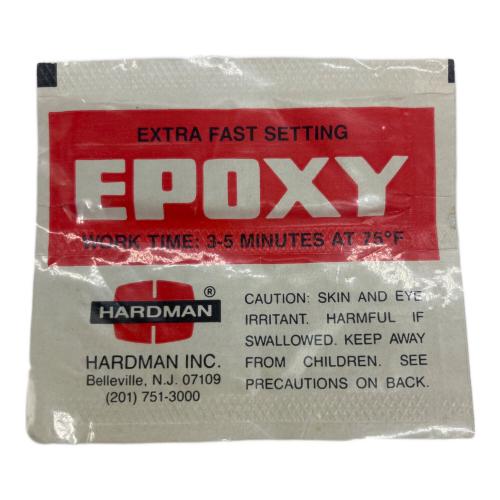 EXTRA FAST SETTING
EPOXY
WORK TIME: 3-5 MINUTES AT 75°F
HARDMAN ®
HARDMAN INC.
Belleville, N.J. 07109
(201) 751-3000
CAUTION: SKIN AND EYE
IRRITANT. HARMFUL IF
SWALLOWED. KEEP AWAY
FROM CHILDREN. SEE
PRECAUTIONS ON BACK.